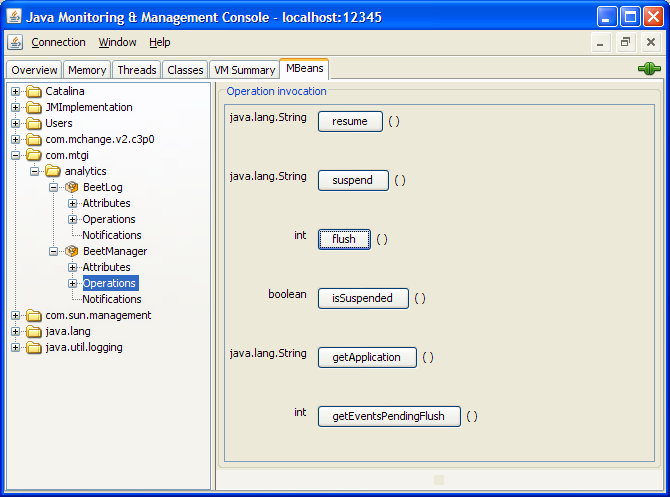 Java Monitoring & Management Console - localhost:12345
Connection Window Help
Overview Memory Threads Classes VM Summary MBeans
Catalina
JMImplementation
Users
com.mchange.v2.c3p0
com.mtgi
analytics
BeetLog
Attributes
Operations
Notifications
BeetManager
Attributes
Operations
Notifications
com.sun.management
java.lang
java.util.logging
Operation invocation
java.lang.String resume ( )
java.lang.String suspend ( )
int flush ( )
boolean isSuspended ( )
java.lang.String getApplication ( )
int getEventsPendingFlush ( )